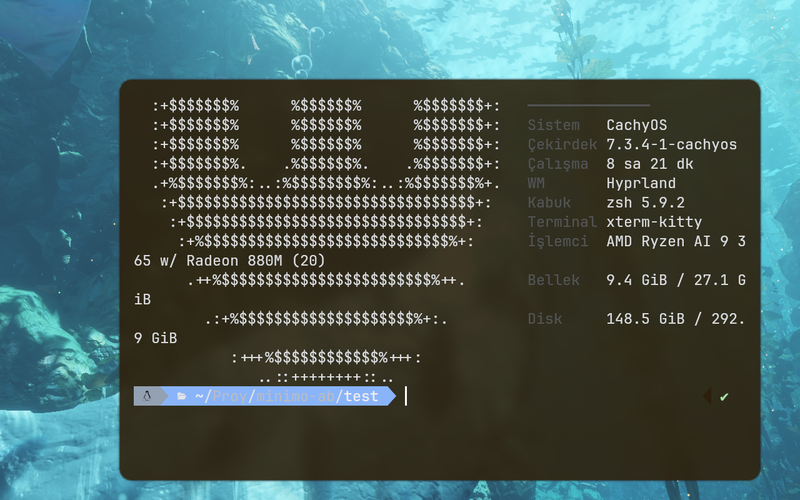 :+$$$$$$$%      %$$$$$$%      %$$$$$$$+:   ──────────────
:+$$$$$$$%      %$$$$$$%      %$$$$$$$+:   Sistem   CachyOS
:+$$$$$$$%      %$$$$$$%      %$$$$$$$+:   Çekirdek 7.3.4-1-cachyos
:+$$$$$$$%.    .%$$$$$$%.    .%$$$$$$$+:   Çalışma  8 sa 21 dk
.+%$$$$$$$%:..:%$$$$$$$$%:..:%$$$$$$$%+.   WM       Hyprland
:+$$$$$$$$$$$$$$$$$$$$$$$$$$$$$$$$$$$$+:    Kabuk    zsh 5.9.2
:+$$$$$$$$$$$$$$$$$$$$$$$$$$$$$$$$+:     Terminal xterm-kitty
:+%$$$$$$$$$$$$$$$$$$$$$$$$$$$$%+:      İşlemci  AMD Ryzen AI 9 3
65 w/ Radeon 880M (20)
.++%$$$$$$$$$$$$$$$$$$$$$$$$%++.       Bellek   9.4 GiB / 27.1 G
iB
.:+%$$$$$$$$$$$$$$$$$$$$%+:.         Disk     148.5 GiB / 292.
9 GiB
:+++%$$$$$$$$$$$$%+++:
..::++++++++::..
~/Proy/minimo-ab/test ✔